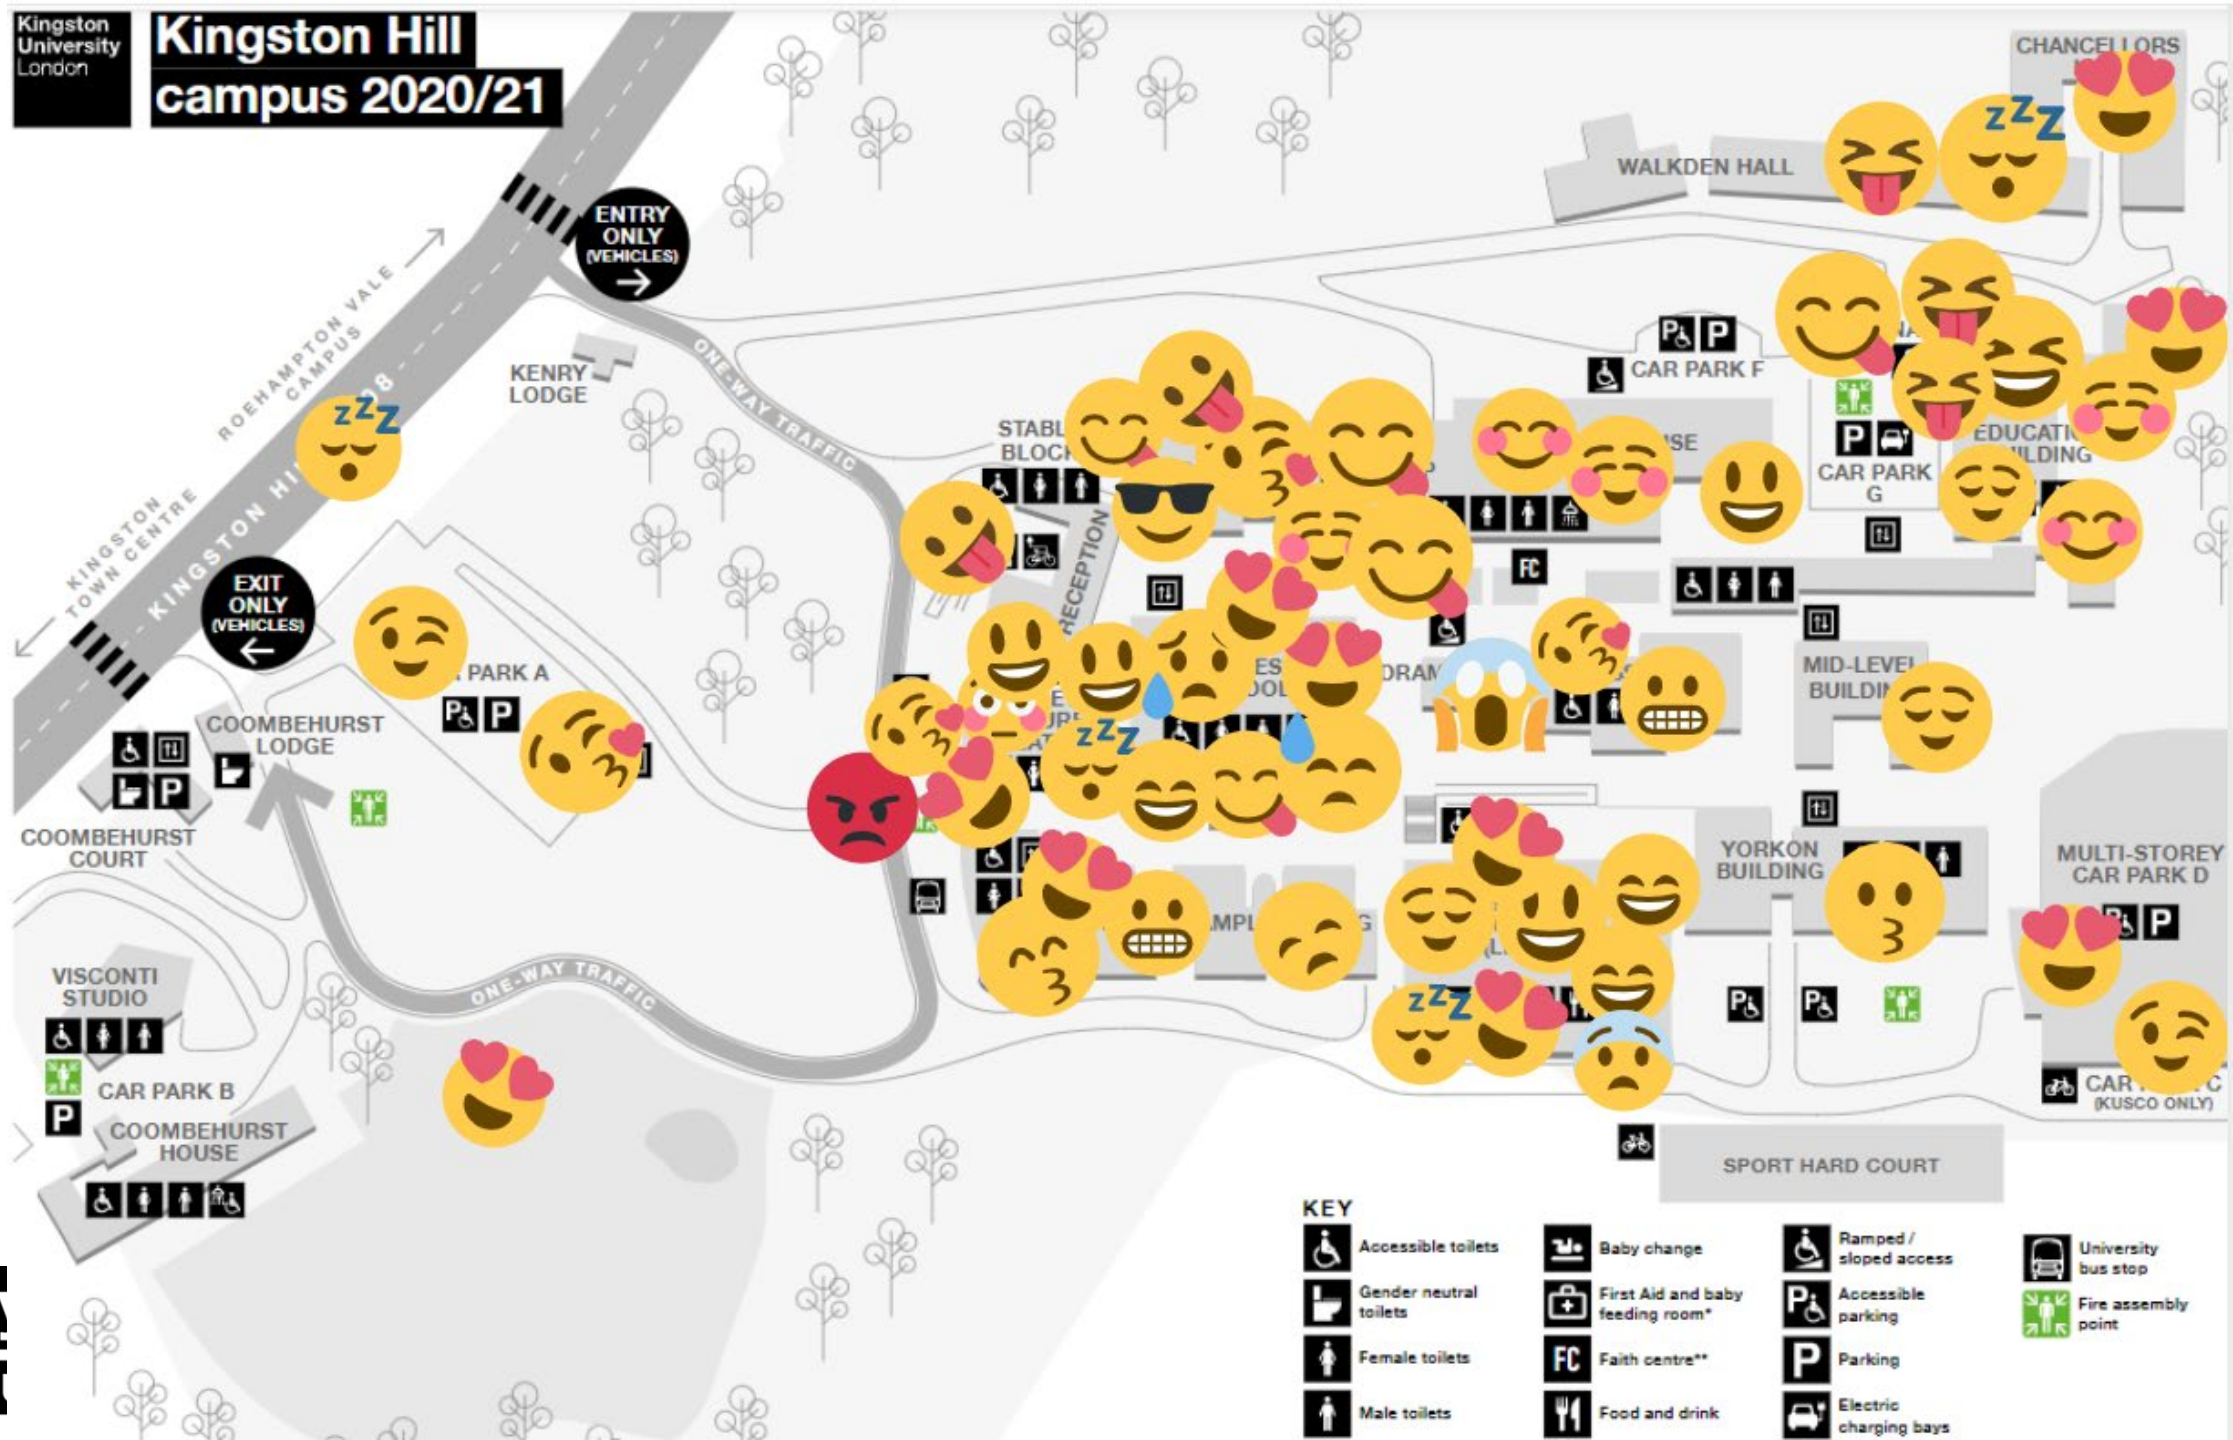 Kingston
University
London
Kingston Hill
campus 2020/21
CHANCELLORS
WALKDEN HALL
ENTRY
ONLY
(VEHICLES)
ROEHAMPTON VALE
CAMPUS
KENRY
LODGE
ONE-WAY TRAFFIC
CAR PARK F
KINGSTON
TOWN CENTRE
KINGSTON
EXIT
ONLY
(VEHICLES)
RECEPTION
FC
CAR PARK
G
PARK A
COOMBEHURST
LODGE
COOMBEHURST
COURT
MID-LEVEL
YORKON
BUILDING
MULTI-STOREY
CAR PARK D
VISCONTI
STUDIO
ONE-WAY TRAFFIC
CAR PARK B
COOMBEHURST
HOUSE
CAR
C
(KUSCO ONLY)
SPORT HARD COURT
KEY
Accessible toilets
Gender neutral
toilets
Female toilets
Male toilets
Baby change
First Aid and baby
feeding room*
FC
Faith centre**
Food and drink
Ramped /
sloped access
Accessible
parking
P
Parking
Electric
charging bays
University
bus stop
Fire assembly
point